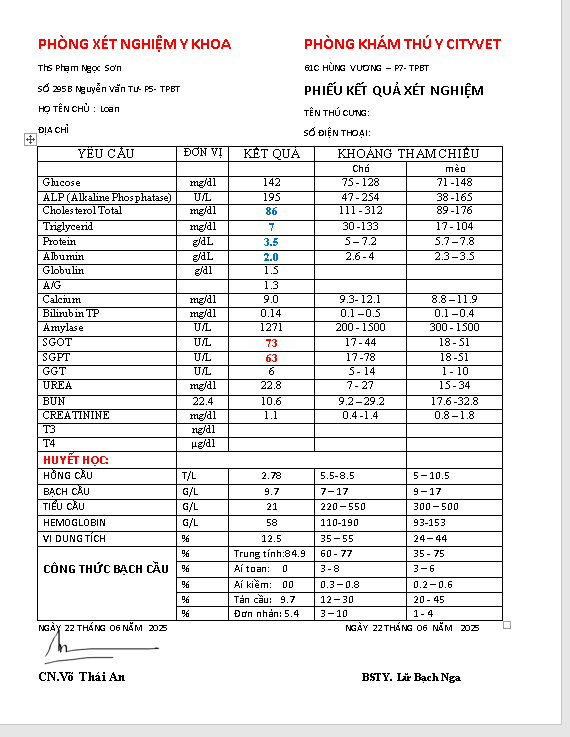 PHÒNG XÉT NGHIỆM Y KHOA
PHÒNG KHÁM THÚ Y CITYVET
ThS Phạm Ngọc Sơn
61C HÙNG VƯƠNG – P7- TPBT
SỐ 295B Nguyễn Văn Tư- P5- TPBT
PHIẾU KẾT QUẢ XÉT NGHIỆM
HỌ TÊN CHỦ : Loan
TÊN THÚ CƯNG:
ĐỊA CHỈ
SỐ ĐIỆN THOẠI:
YÊU CẦU ĐƠN VỊ KẾT QUẢ KHOẢNG THAM CHIẾU
Chó mèo
Glucose mg/dl 142 75 - 128 71 -148
ALP (Alkaline Phosphatase) U/L 195 47 - 254 38 -165
Cholesterol Total mg/dl 86 111 - 312 89 -176
Triglycerid mg/dl 7 30 -133 17 - 104
Protein g/dL 3.5 5 – 7.2 5.7 – 7.8
Albumin g/dL 2.0 2.6 - 4 2.3 – 3.5
Globulin g/dl 1.5
A/G 1.3
Calcium mg/dl 9.0 9.3- 12.1 8.8 – 11.9
Bilirubin TP mg/dl 0.14 0.1 – 0.5 0.1 – 0.4
Amylase U/L 1271 200 - 1500 300 - 1500
SGOT U/L 73 17 - 44 18 - 51
SGPT U/L 63 17 -78 18 -51
GGT U/L 6 5 - 14 1 - 10
UREA mg/dl 22.8 7 - 27 15 - 34
BUN 22.4 10.6 9.2 – 29.2 17.6 -32.8
CREATININE mg/dl 1.1 0.4 -1.4 0.8 – 1.8
T3 ng/dl
T4 µg/dl
HUYẾT HỌC:
HỒNG CẦU T/L 2.78 5.5- 8.5 5 – 10.5
BẠCH CẦU G/L 9.7 7 – 17 9 – 17
TIỂU CẦU G/L 21 220 – 550 300 – 500
HEMOGLOBIN G/L 58 110-190 93-153
VI DUNG TÍCH % 12.5 35 – 55 24 – 44
CÔNG THỨC BẠCH CẦU
% Trung tính:84.9 60 - 77 35 - 75
% Aí toan: 0 3 - 8 3 – 6
% Aí kiềm: 00 0.3 – 0.8 0.2 – 0.6
% Tân cầu: 9.7 12 – 30 20 - 45
% Đơn nhân: 5.4 3 – 10 1 - 4
NGÀY 22 THÁNG 06 NĂM 2025
NGÀY 22 THÁNG 06 NĂM 2025
CN.Võ Thái An
BSTY. Lữ Bạch Nga